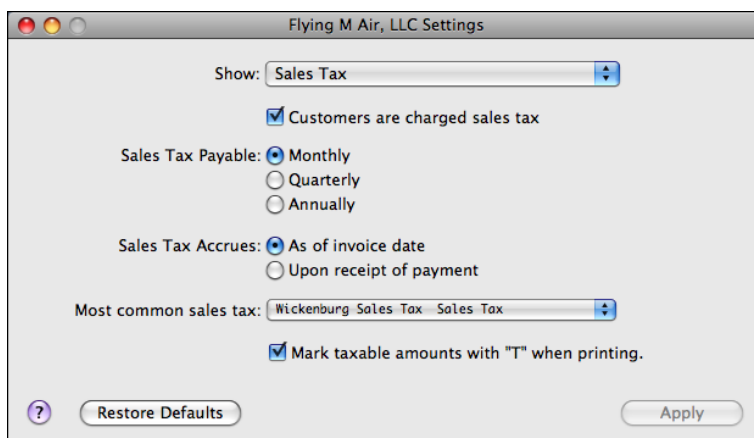 Flying M Air, LLC Settings
Show: Sales Tax
Customers are charged sales tax
Sales Tax Payable: Monthly
Quarterly
Annually
Sales Tax Accrues: As of invoice date
Upon receipt of payment
Most common sales tax: Wickenburg Sales Tax Sales Tax
Mark taxable amounts with "T" when printing.
? Restore Defaults Apply